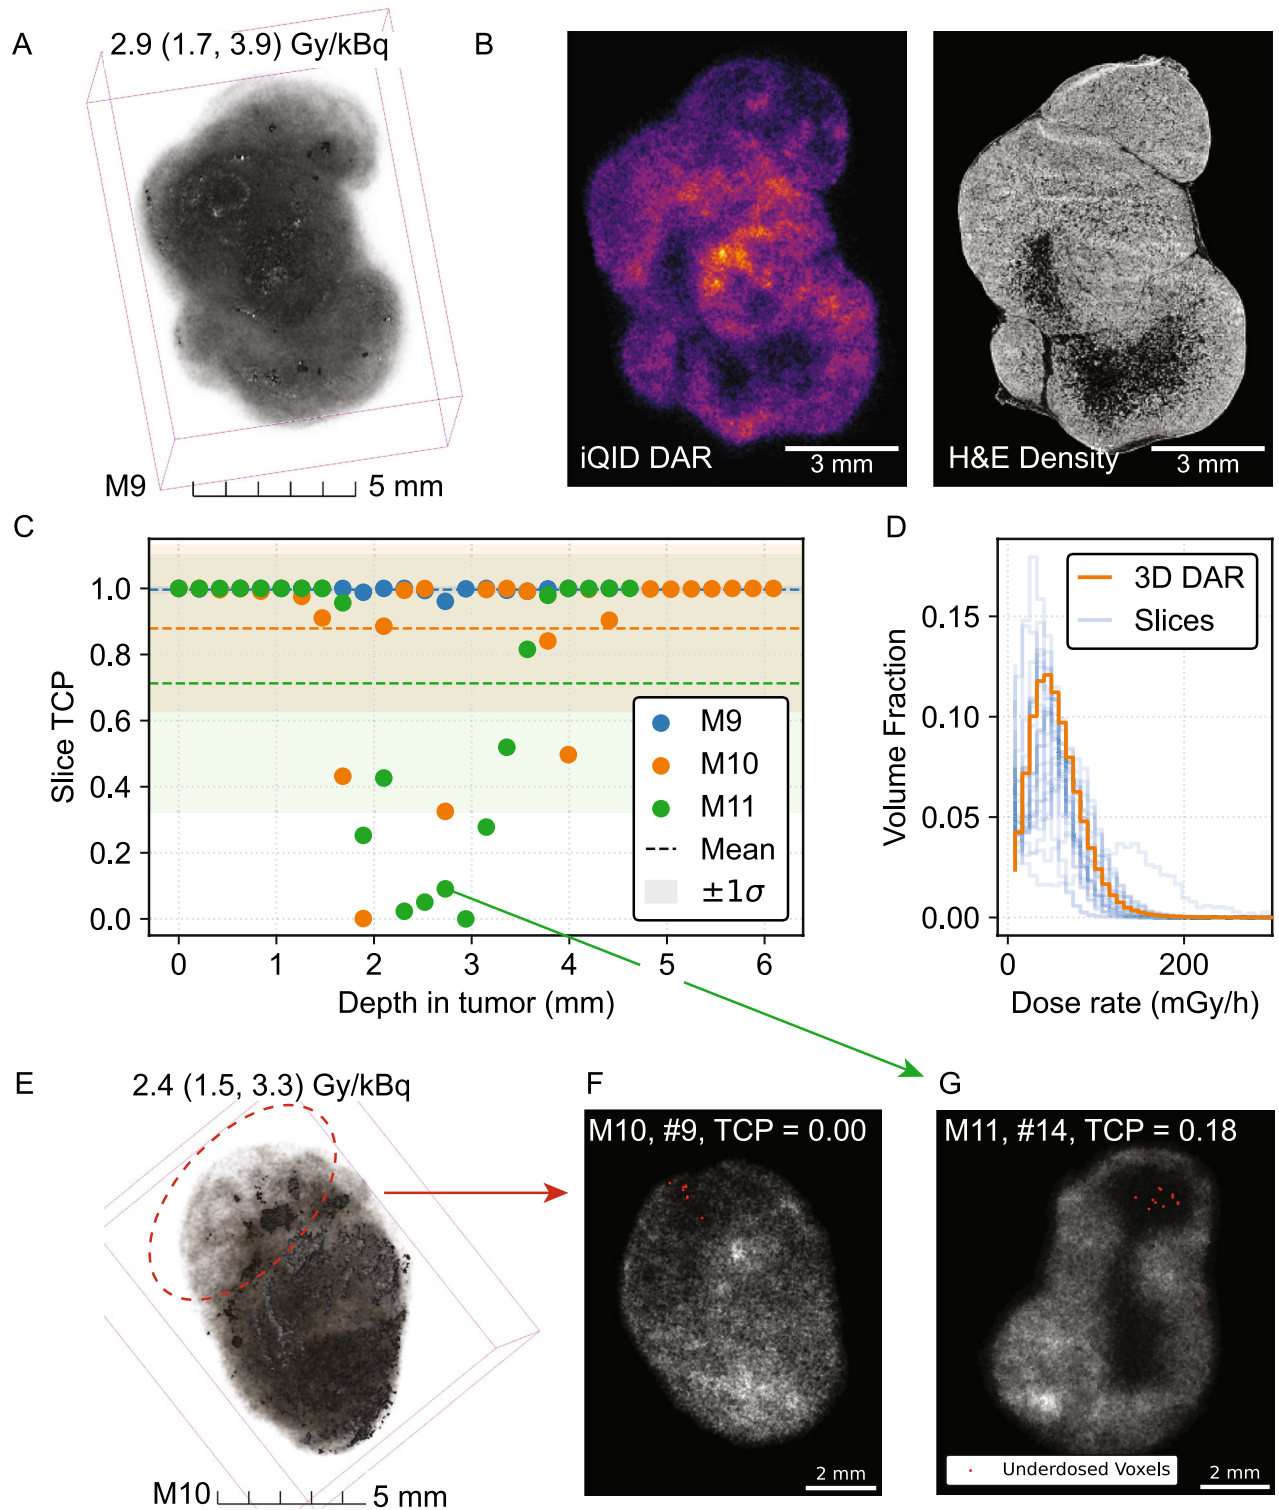 A
2.9 (1.7, 3.9) Gy/kBq
M9
5 mm
B
iQID DAR
3 mm
H&E Density
3 mm
C
Slice TCP
1.0
0.8
0.6
0.4
0.2
0.0
0
1
2
3
4
5
6
Depth in tumor (mm)
M9
M10
M11
Mean
±1σ
D
Volume Fraction
0.15
0.10
0.05
0.00
0
200
Dose rate (mGy/h)
3D DAR
Slices
E
2.4 (1.5, 3.3) Gy/kBq
M10
5 mm
F
M10, #9, TCP = 0.00
2 mm
G
M11, #14, TCP = 0.18
Underdosed Voxels
2 mm